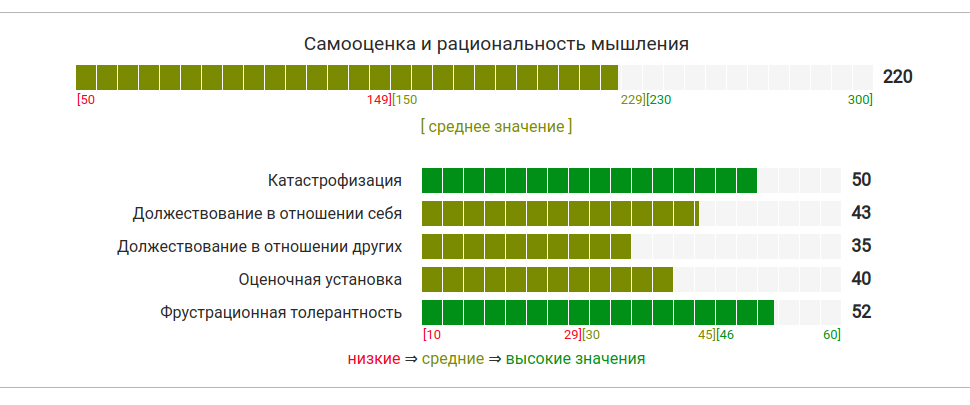 Самооценка и рациональность мышления
220
[50 149][150 229][230 300]
[ среднее значение ]
Катастрофизация 50
Долженствование в отношении себя 43
Долженствование в отношении других 35
Оценочная установка 40
Фрустрационная толерантность 52
[10 29][30 45][46 60]
низкие ⇒ средние ⇒ высокие значения